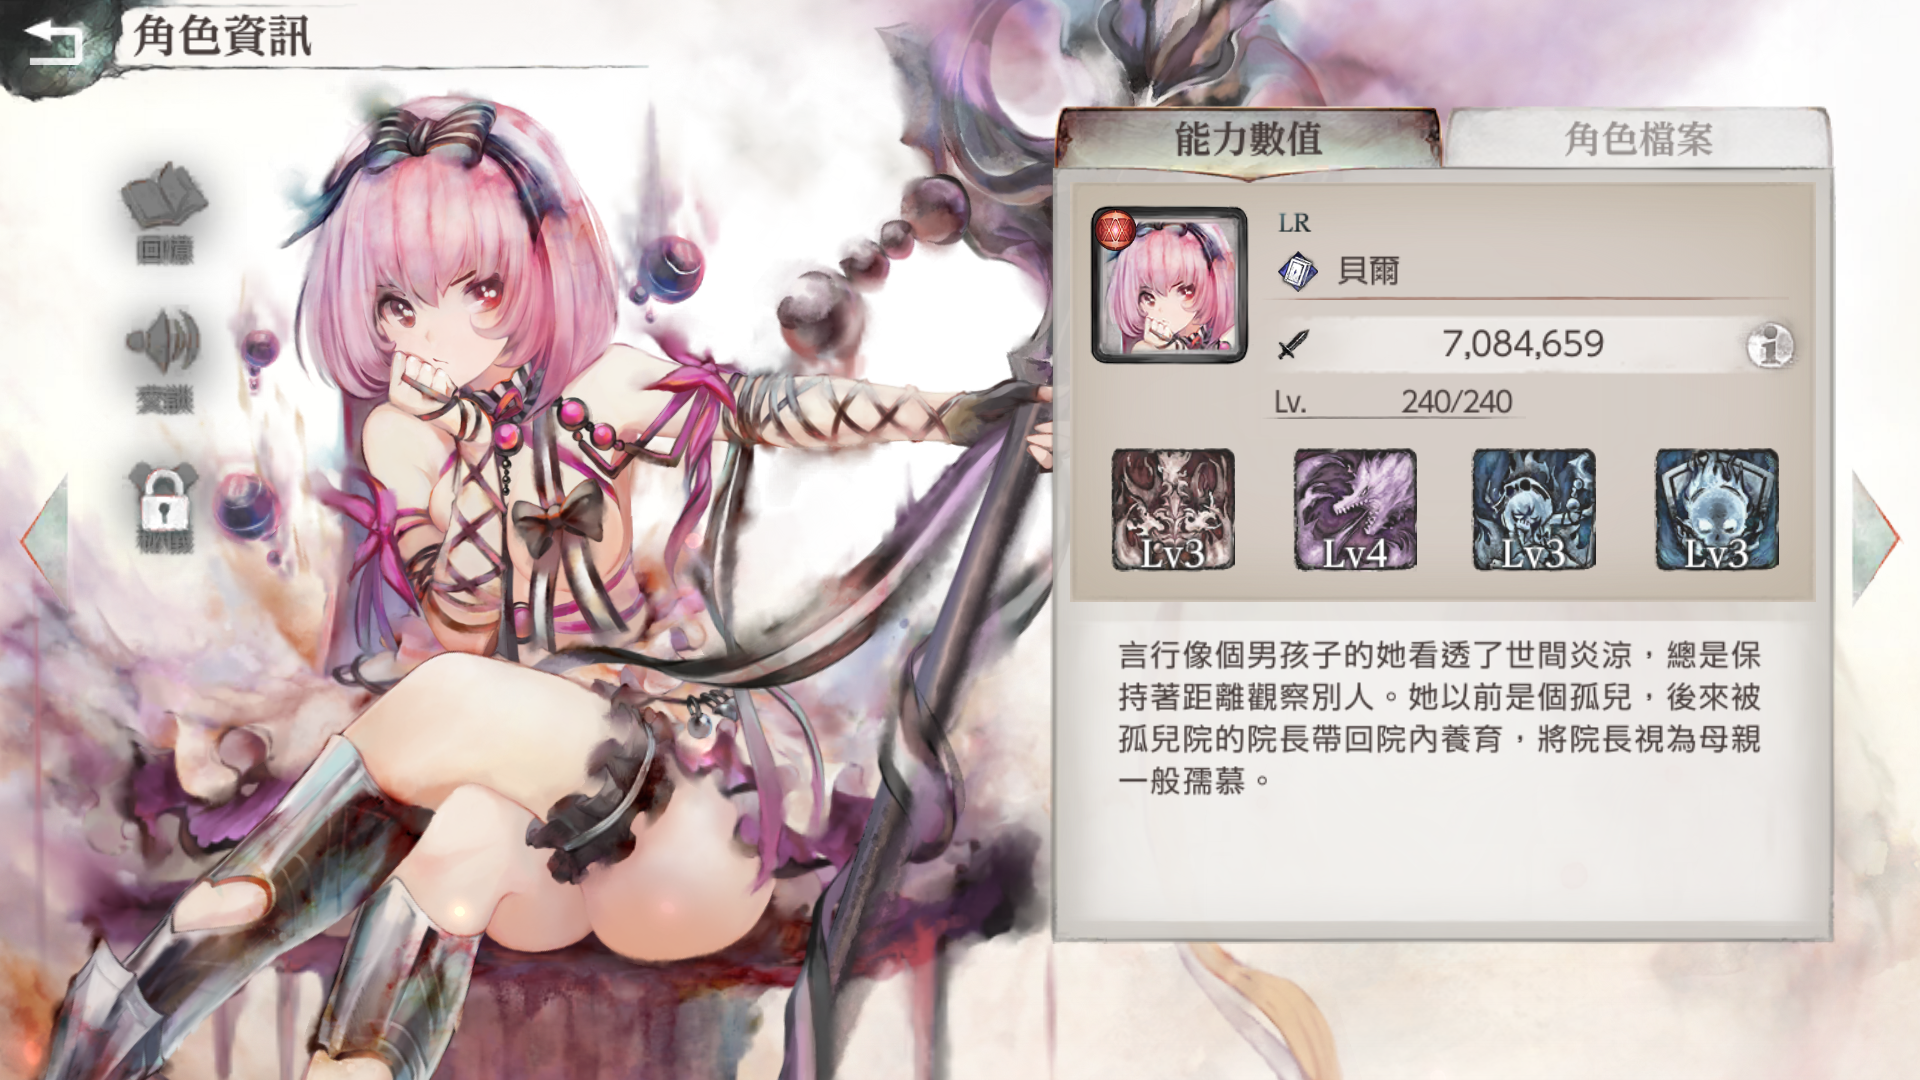 角色資訊
回憶
交談
能力數值
角色檔案
LR
貝爾
7,084,659
Lv. 240/240
Lv3
Lv4
Lv3
Lv3
言行像個男孩子的她看透了世間炎涼，總是保
持著距離觀察別人。她以前是個孤兒，後來被
孤兒院的院長帶回院內養育，將院長視為母親
一般孺慕。